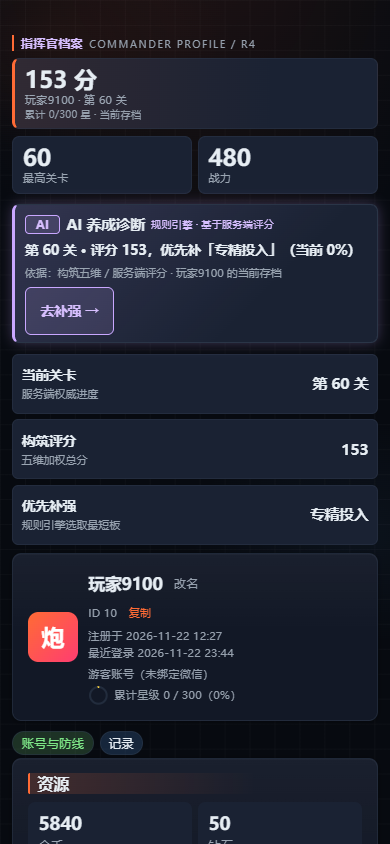 指挥官档案 COMMANDER PROFILE / R4
153 分
玩家9100 · 第 60 关
累计 0/300 星 · 当前存档
60
最高关卡
480
战力
AI AI 养成诊断 规则引擎 · 基于服务端评分
第 60 关 • 评分 153，优先补「专精投入」（当前 0%）
依据：构筑五维 / 服务端评分 · 玩家9100 的当前存档
去补强 →
当前关卡
服务端权威进度
第 60 关
构筑评分
五维加权总分
153
优先补强
规则引擎选取最短板
专精投入
炮
玩家9100 改名
ID 10 复制
注册于 2026-11-22 12:27
最近登录 2026-11-22 23:44
游客账号（未绑定微信）
累计星级 0 / 300（0%）
账号与防线 记录
资源
5840
50